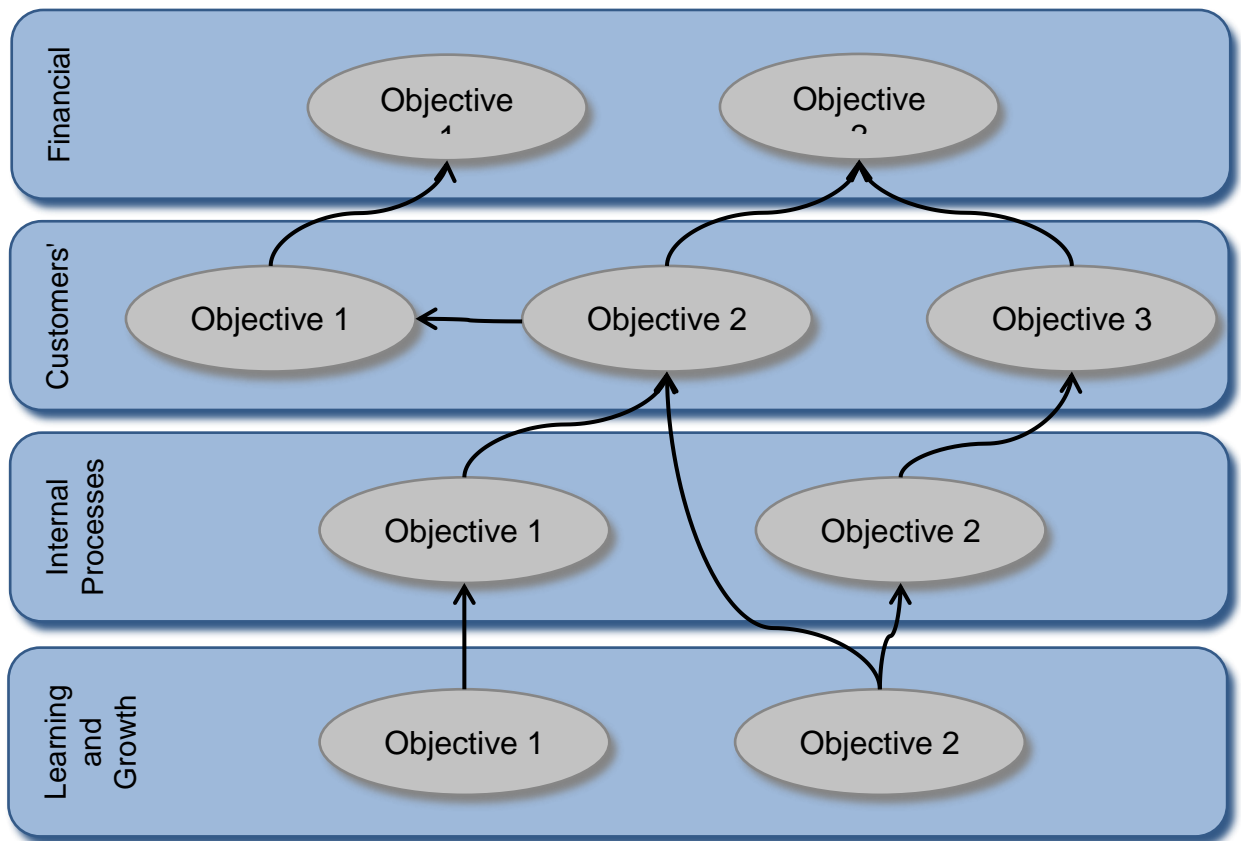 Financial
Objective
Objective
Customers'
Objective 1
Objective 2
Objective 3
Internal
Processes
Objective 1
Objective 2
Learning
and
Growth
Objective 1
Objective 2